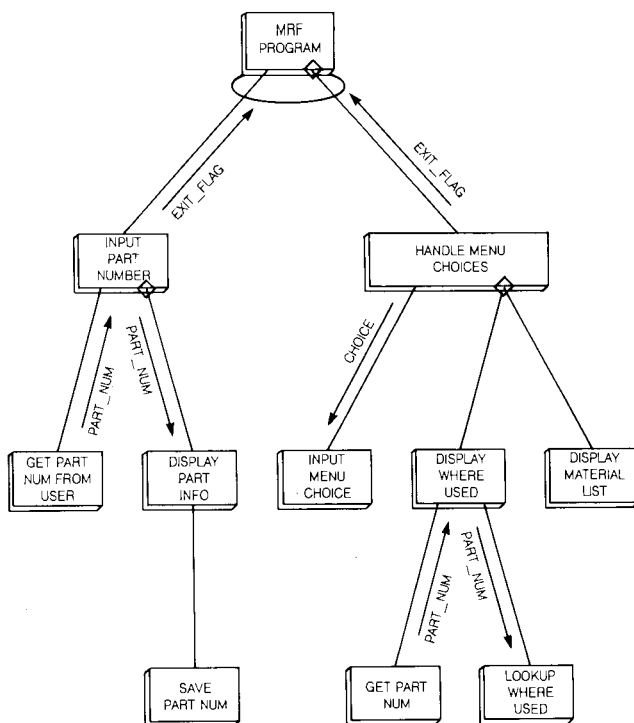 MRF
PROGRAM
EXIT_FLAG
EXIT_FLAG
INPUT
PART
NUMBER
HANDLE MENU
CHOICES
PART_NUM
PART_NUM
CHOICE
GET PART
NUM FROM
USER
DISPLAY
PART
INFO
INPUT
MENU
CHOICE
DISPLAY
WHERE
USED
DISPLAY
MATERIAL
LIST
PART_NUM
PART_NUM
SAVE
PART NUM
GET PART
NUM
LOOKUP
WHERE
USED